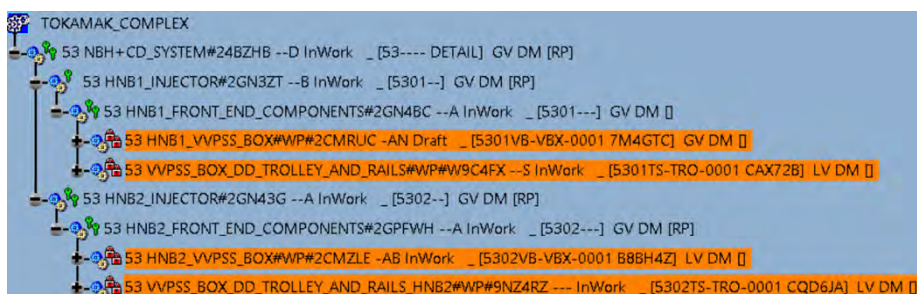 TOKAMAK_COMPLEX
53 NBH+CD_SYSTEM#24BZHB --D InWork _ [53---- DETAIL] GV DM [RP]
53 HNB1_INJECTOR#2GN3ZT --B InWork _ [5301--] GV DM [RP]
53 HNB1_FRONT_END_COMPONENTS#2GN4BC --A InWork _ [5301---] GV DM []
53 HNB1_VVPSS_BOX#WP#2CMRUC -AN Draft _ [5301VB-VBX-0001 7M4GTC] GV DM []
53 VVPSS_BOX_DD_TROLLEY_AND_RAILS#WP#W9C4FX --S InWork _ [5301TS-TRO-0001 CAX72B] LV DM []
53 HNB2_INJECTOR#2GN43G --A InWork _ [5302--] GV DM [RP]
53 HNB2_FRONT_END_COMPONENTS#2GPFWH --A InWork _ [5302---] GV DM [RP]
53 HNB2_VVPSS_BOX#WP#2CMZLE -AB InWork _ [5302VB-VBX-0001 B8BH4Z] LV DM []
53 VVPSS_BOX_DD_TROLLEY_AND_RAILS_HNB2#WP#9NZ4RZ --- InWork _ [5302TS-TRO-0001 CQD6JA] LV DM []